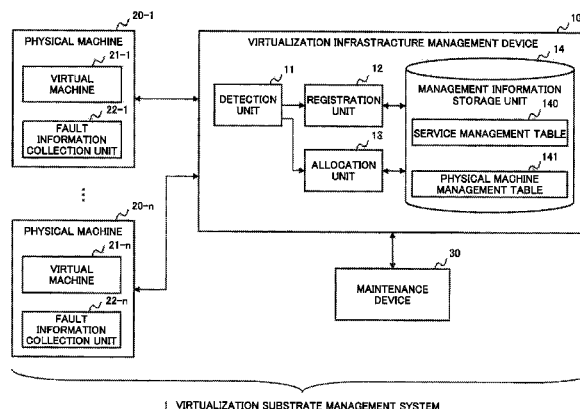 20-1
PHYSICAL MACHINE
21-1
VIRTUAL
MACHINE
22-1
FAULT
INFORMATION
COLLECTION UNIT
20-n
PHYSICAL MACHINE
21-n
VIRTUAL
MACHINE
22-n
FAULT
INFORMATION
COLLECTION UNIT
10
VIRTUALIZATION INFRASTRACTURE MANAGEMENT DEVICE
11
DETECTION
UNIT
12
REGISTRATION
UNIT
13
ALLOCATION
UNIT
14
MANAGEMENT INFORMATION
STORAGE UNIT
140
SERVICE MANAGEMENT TABLE
141
PHYSICAL MACHINE
MANAGEMENT TABLE
30
MAINTENANCE
DEVICE
VIRTUALIZATION SUBSTRATE MANAGEMENT SYSTEM